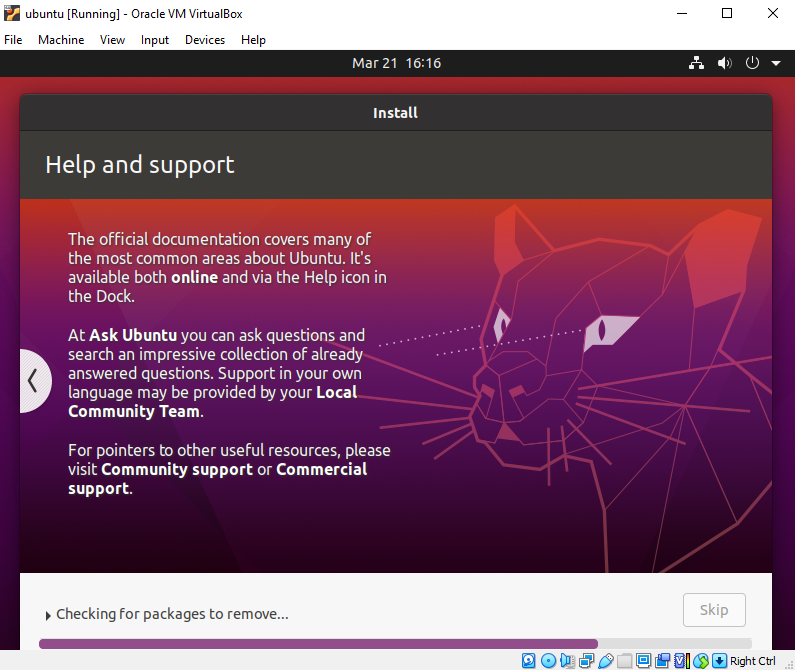 ubuntu [Running] - Oracle VM VirtualBox
File Machine View Input Devices Help
Mar 21 16:16
Install
Help and support
The official documentation covers many of
the most common areas about Ubuntu. It's
available both online and via the Help icon in
the Dock.
At Ask Ubuntu you can ask questions and
search an impressive collection of already
answered questions. Support in your own
language may be provided by your Local
Community Team.
For pointers to other useful resources, please
visit Community support or Commercial
support.
Checking for packages to remove...
Skip
Right Ctrl